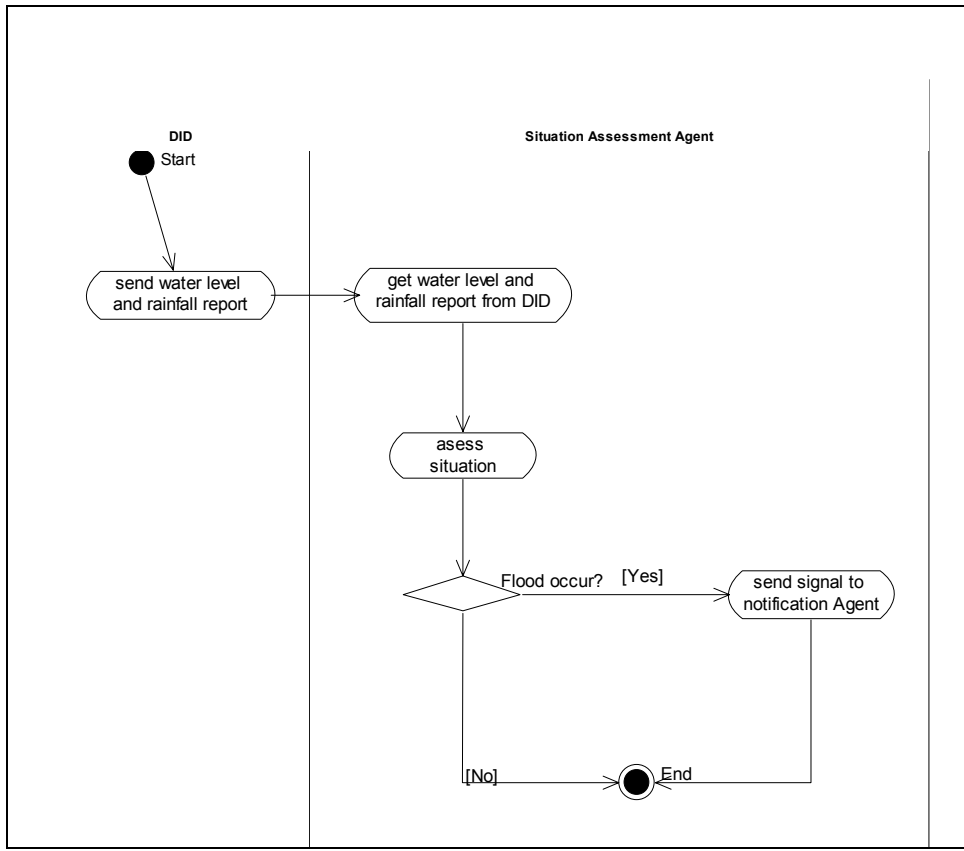 DID
Situation Assessment Agent
Start
send water level
and rainfall report
get water level and
rainfall report from DID
asess
situation
Flood occur?
[Yes]
send signal to
notification Agent
[No]
End